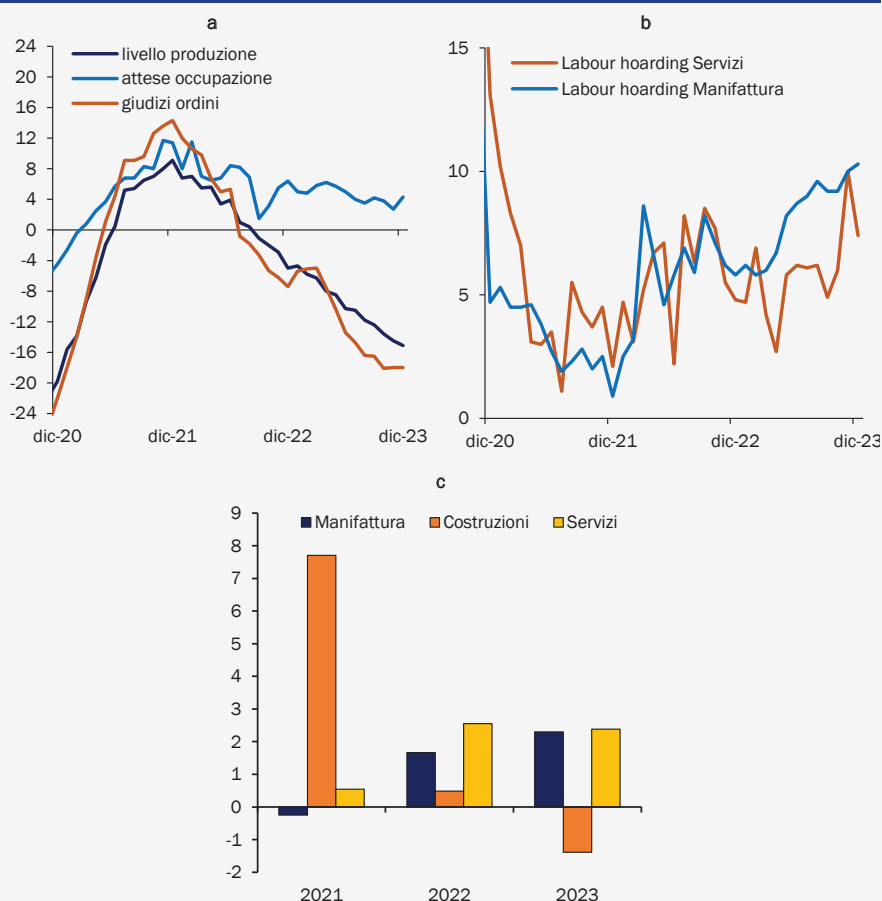 a
24
20
16
12
8
4
0
-4
-8
-12
-16
-20
-24
livello produzione
attese occupazione
giudizi ordini
dic-20 dic-21 dic-22 dic-23
b
15
10
5
0
Labour hoarding Servizi
Labour hoarding Manifattura
dic-20 dic-21 dic-22 dic-23
c
9
8
7
6
5
4
3
2
1
0
-1
-2
Manifattura Costruzioni Servizi
2021 2022 2023